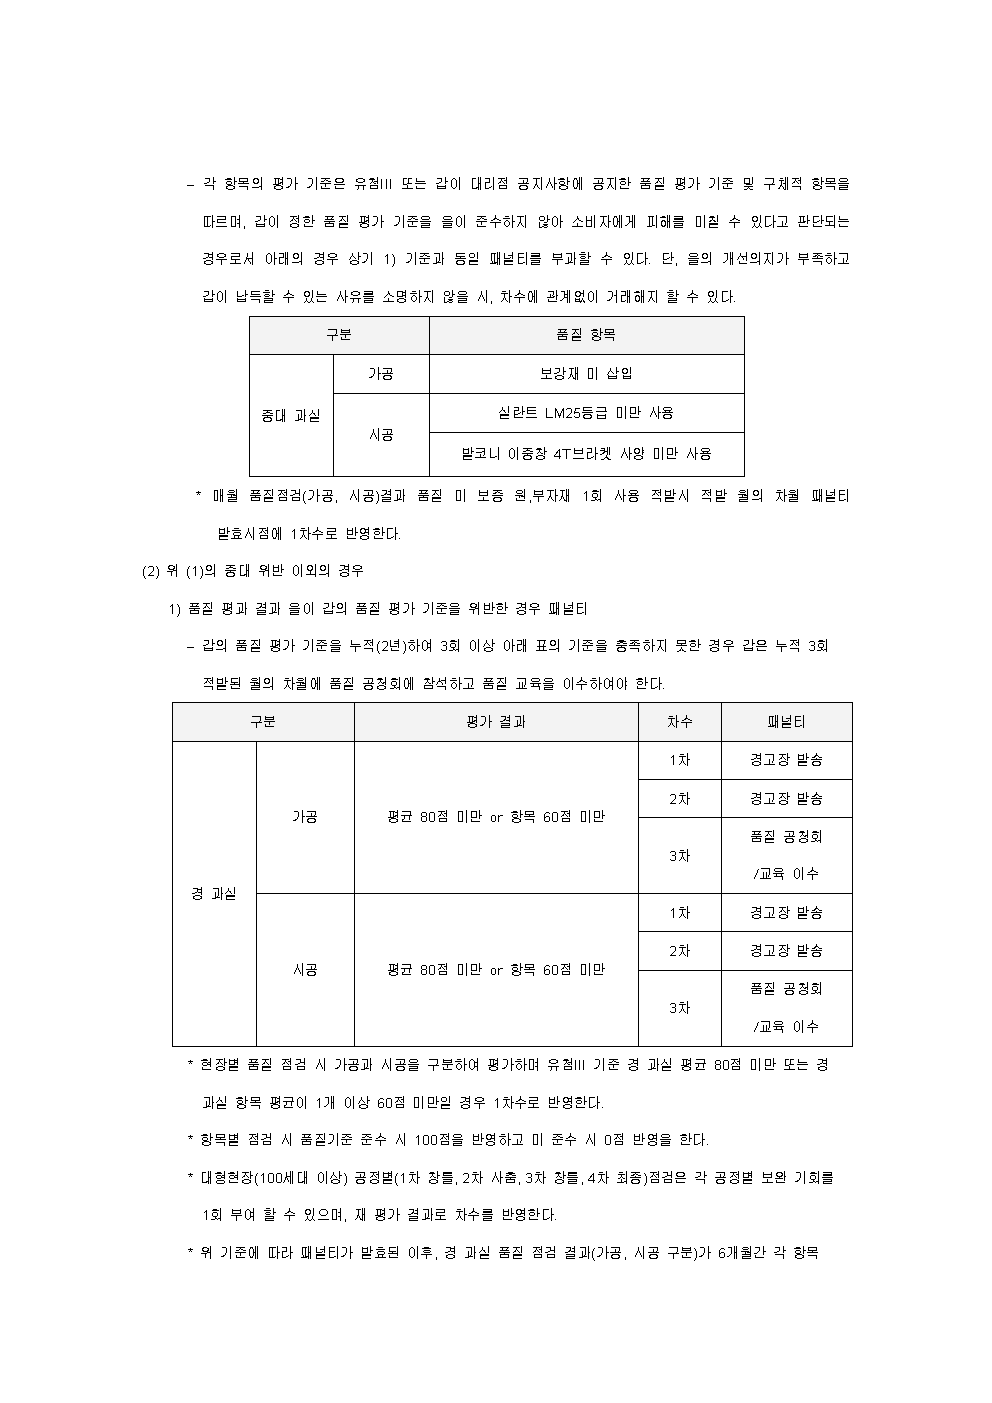 – 각 항목의 평가 기준은 유첨III 또는 갑이 대리점 공지사항에 공지한 품질 평가 기준 및 구체적 항목을
따르며, 갑이 정한 품질 평가 기준을 을이 준수하지 않아 소비자에게 피해를 미칠 수 있다고 판단되는
경우로서 아래의 경우 상기 1) 기준과 동일 패널티를 부과할 수 있다. 단, 을의 개선의지가 부족하고
갑이 납득할 수 있는 사유를 소명하지 않을 시, 차수에 관계없이 거래해지 할 수 있다.
구분 품질 항목
중대 과실 가공 보강재 미 삽입
시공 실란트 LM25등급 미만 사용
발코니 이중창 4T브라켓 사양 미만 사용
* 매월 품질점검(가공, 시공)결과 품질 미 보증 원,부자재 1회 사용 적발시 적발 월의 차월 패널티
발효시점에 1차수로 반영한다.
(2) 위 (1)의 중대 위반 이외의 경우
1) 품질 평과 결과 을이 갑의 품질 평가 기준을 위반한 경우 패널티
– 갑의 품질 평가 기준을 누적(2년)하여 3회 이상 아래 표의 기준을 충족하지 못한 경우 갑은 누적 3회
적발된 월의 차월에 품질 공청회에 참석하고 품질 교육을 이수하여야 한다.
구분 평가 결과 차수 패널티
경 과실 가공 평균 80점 미만 or 항목 60점 미만 1차 경고장 발송
2차 경고장 발송
3차 품질 공청회
/교육 이수
시공 평균 80점 미만 or 항목 60점 미만 1차 경고장 발송
2차 경고장 발송
3차 품질 공청회
/교육 이수
* 현장별 품질 점검 시 가공과 시공을 구분하여 평가하며 유첨III 기준 경 과실 평균 80점 미만 또는 경
과실 항목 평균이 1개 이상 60점 미만일 경우 1차수로 반영한다.
* 항목별 점검 시 품질기준 준수 시 100점을 반영하고 미 준수 시 0점 반영을 한다.
* 대형현장(100세대 이상) 공정별(1차 창틀, 2차 사춤, 3차 창틀, 4차 최종)점검은 각 공정별 보완 기회를
1회 부여 할 수 있으며, 재 평가 결과로 차수를 반영한다.
* 위 기준에 따라 패널티가 발효된 이후, 경 과실 품질 점검 결과(가공, 시공 구분)가 6개월간 각 항목